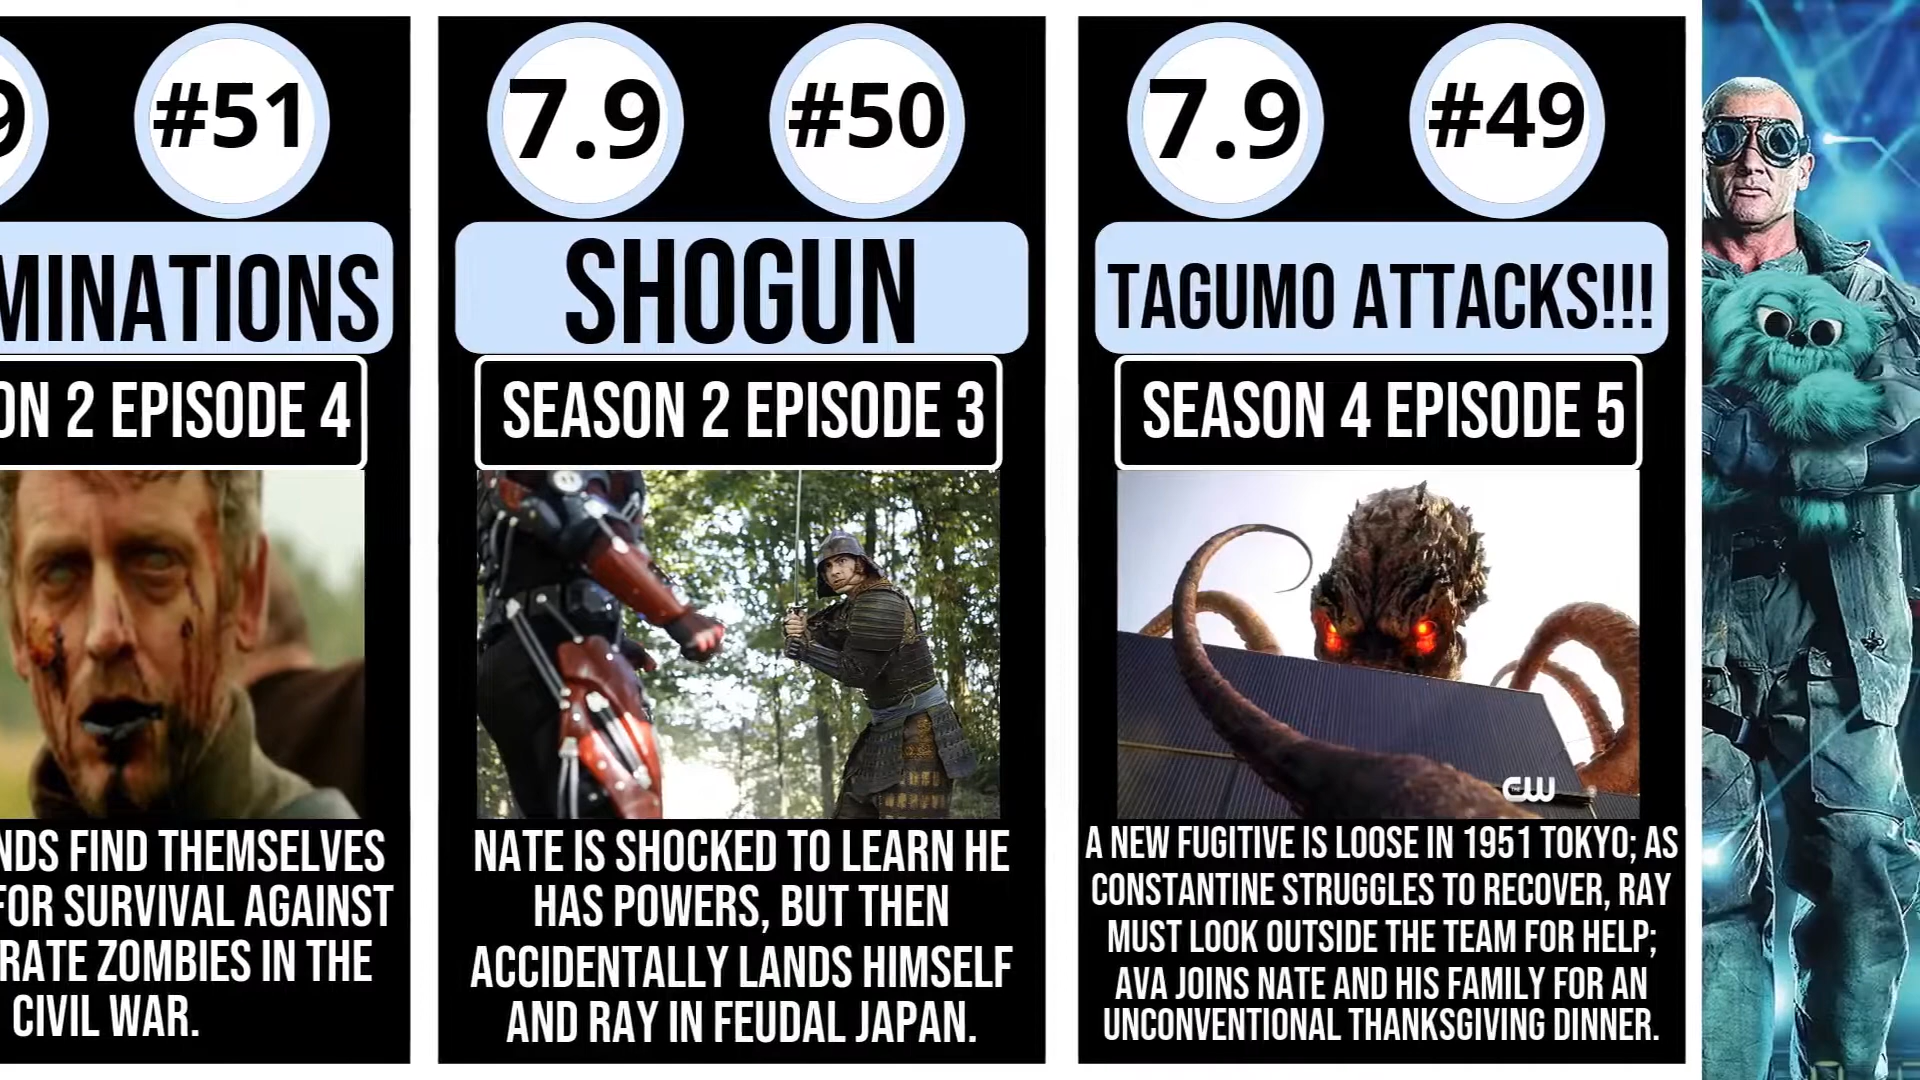 9
#51
MINATIONS
ON 2 EPISODE 4
NDS FIND THEMSELVES
FOR SURVIVAL AGAINST
RATE ZOMBIES IN THE
CIVIL WAR.
7.9
#50
SHOGUN
SEASON 2 EPISODE 3
NATE IS SHOCKED TO LEARN HE
HAS POWERS, BUT THEN
ACCIDENTALLY LANDS HIMSELF
AND RAY IN FEUDAL JAPAN.
7.9
#49
TAGUMO ATTACKS!!!
SEASON 4 EPISODE 5
THE CW
A NEW FUGITIVE IS LOOSE IN 1951 TOKYO; AS
CONSTANTINE STRUGGLES TO RECOVER, RAY
MUST LOOK OUTSIDE THE TEAM FOR HELP;
AVA JOINS NATE AND HIS FAMILY FOR AN
UNCONVENTIONAL THANKSGIVING DINNER.